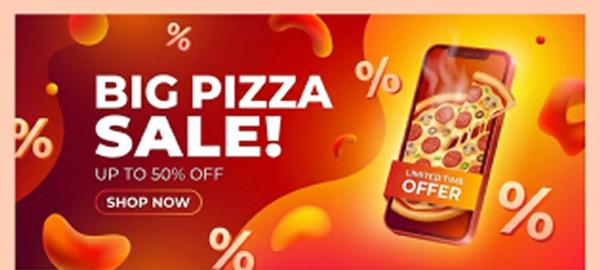 %
%
BIG PIZZA
SALE!
UP TO 50% OFF
SHOP NOW
%
LIMITED TIME
OFFER
%
%